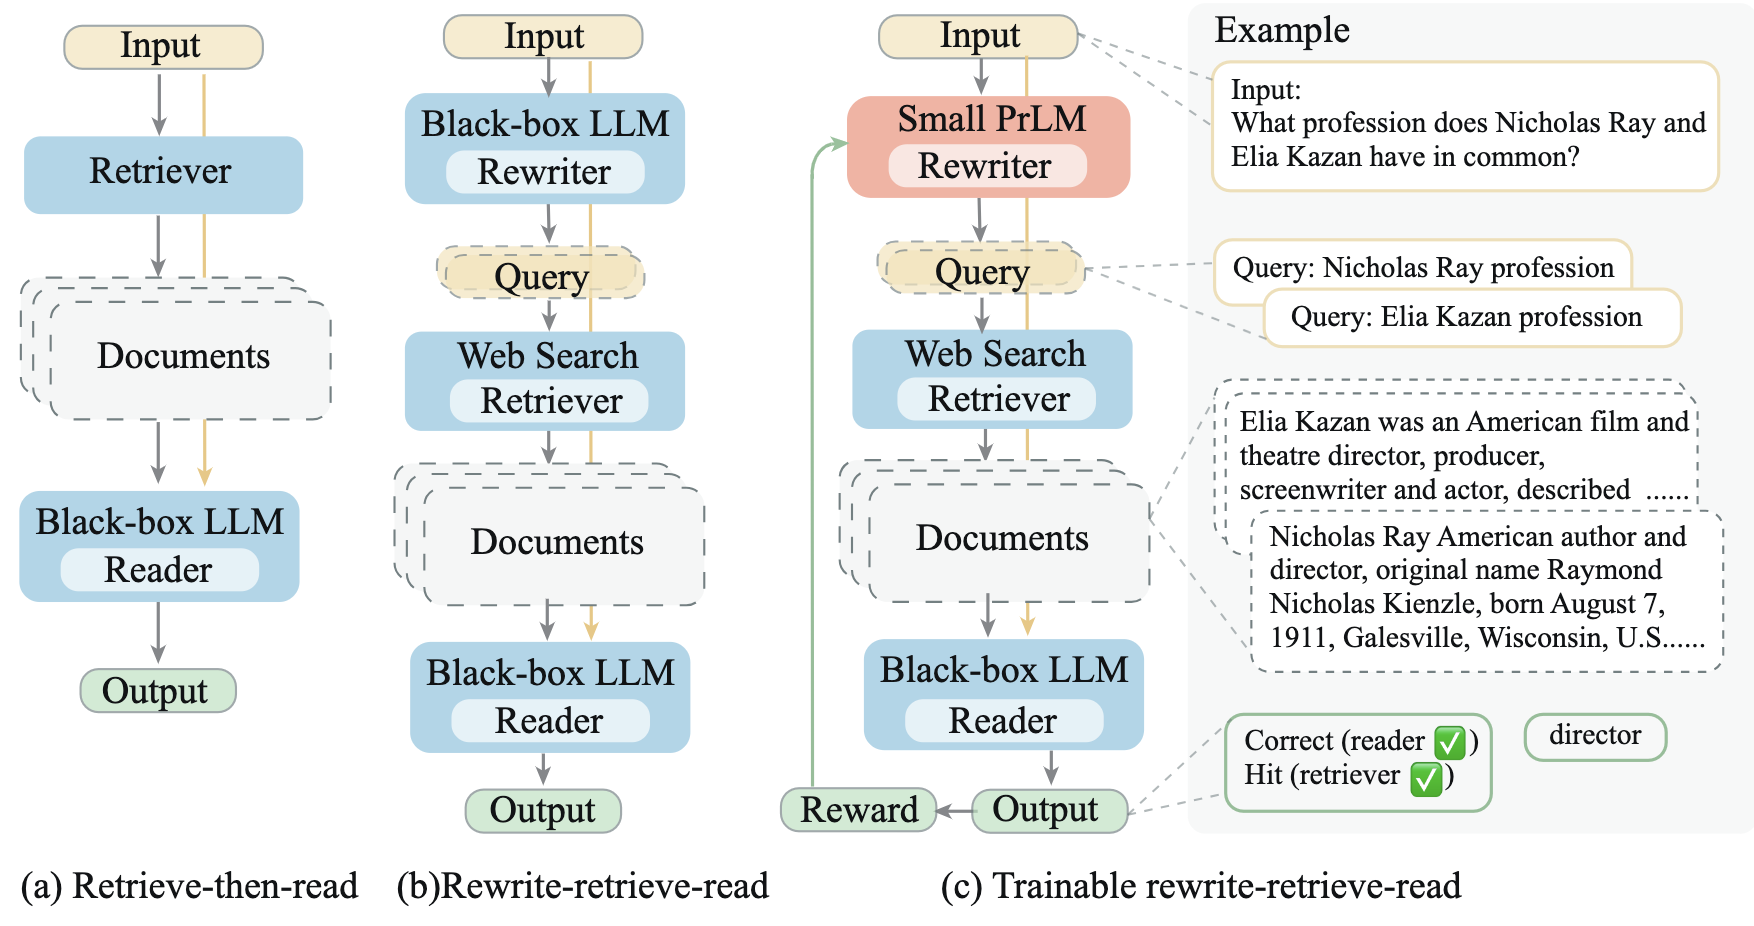 Input
Retriever
Documents
Black-box LLM
Reader
Output
(a) Retrieve-then-read
Input
Black-box LLM
Rewriter
Query
Web Search
Retriever
Documents
Black-box LLM
Reader
Output
(b)Rewrite-retrieve-read
Input
Small PrLM
Rewriter
Query
Web Search
Retriever
Documents
Black-box LLM
Reader
Reward
Output
(c) Trainable rewrite-retrieve-read
Example
Input:
What profession does Nicholas Ray and
Elia Kazan have in common?
Query: Nicholas Ray profession
Query: Elia Kazan profession
Elia Kazan was an American film and
theatre director, producer,
screenwriter and actor, described ......
Nicholas Ray American author and
director, original name Raymond
Nicholas Kienzle, born August 7,
1911, Galesville, Wisconsin, U.S......
Correct (reader ✅)
Hit (retriever ✅)
director